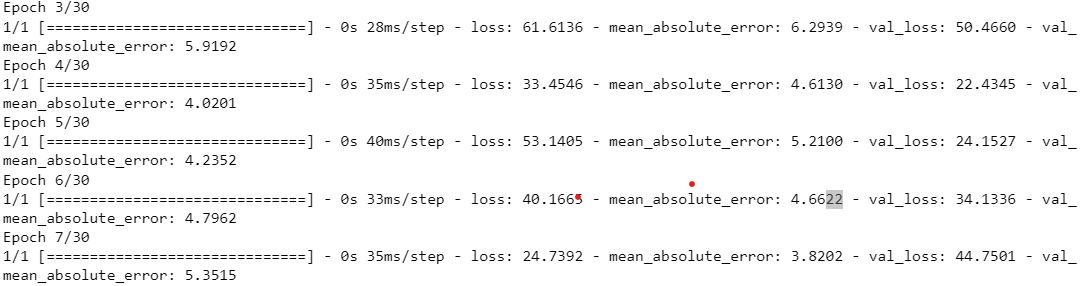 Epoch 3/30
1/1 [==============================] - 0s 28ms/step - loss: 61.6136 - mean_absolute_error: 6.2939 - val_loss: 50.4660 - val_
mean_absolute_error: 5.9192
Epoch 4/30
1/1 [==============================] - 0s 35ms/step - loss: 33.4546 - mean_absolute_error: 4.6130 - val_loss: 22.4345 - val_
mean_absolute_error: 4.0201
Epoch 5/30
1/1 [==============================] - 0s 40ms/step - loss: 53.1405 - mean_absolute_error: 5.2100 - val_loss: 24.1527 - val_
mean_absolute_error: 4.2352
Epoch 6/30
1/1 [==============================] - 0s 33ms/step - loss: 40.1665 - mean_absolute_error: 4.6622 - val_loss: 34.1336 - val_
mean_absolute_error: 4.7962
Epoch 7/30
1/1 [==============================] - 0s 35ms/step - loss: 24.7392 - mean_absolute_error: 3.8202 - val_loss: 44.7501 - val_
mean_absolute_error: 5.3515